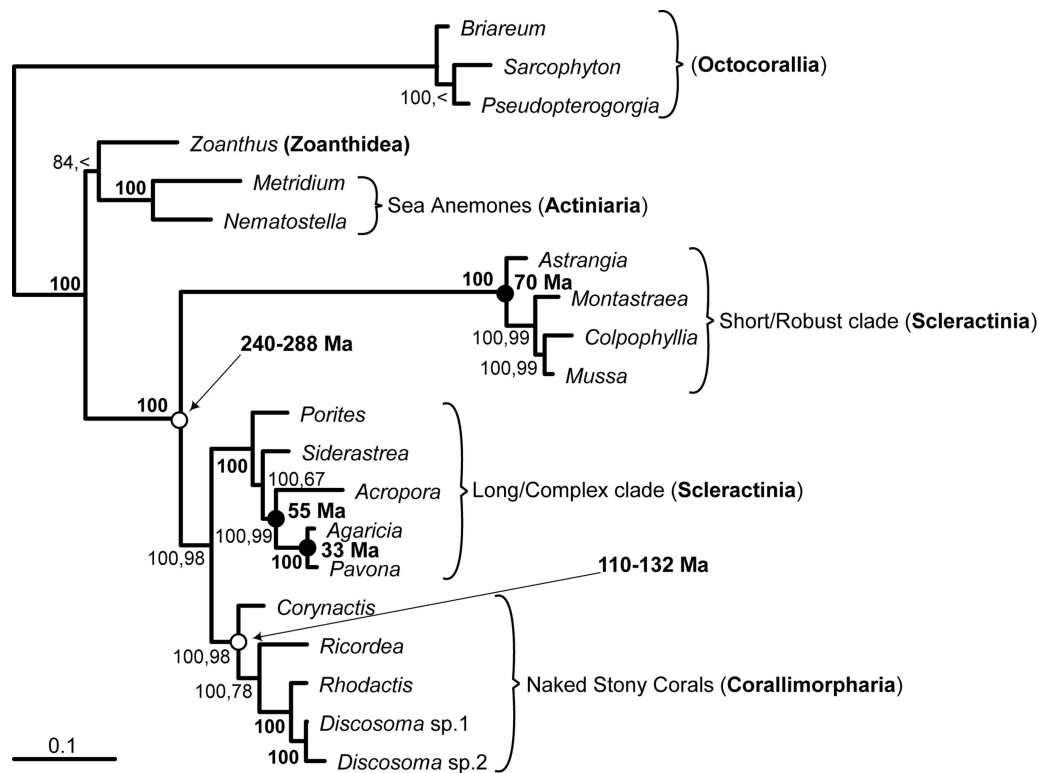 Briareum
Sarcophyton
(Octocorallia)
100,<
Pseudopterogorgia
Zoanthus (Zoanthidea)
84,<
100
Metridium
Sea Anemones (Actiniaria)
Nematostella
100
Astrangia
100
70 Ma
Montastraea
Short/Robust clade (Scleractinia)
100,99
Colpophyllia
100,99
Mussa
240-288 Ma
100
Porites
Siderastrea
100
100,67
Acropora
Long/Complex clade (Scleractinia)
55 Ma
100,99
Agaricia
33 Ma
100
Pavona
100,98
110-132 Ma
Corynactis
Ricordea
100,98
Rhodactis
Naked Stony Corals (Corallimorpharia)
100,78
Discosoma sp.1
100
0.1
100
Discosoma sp.2